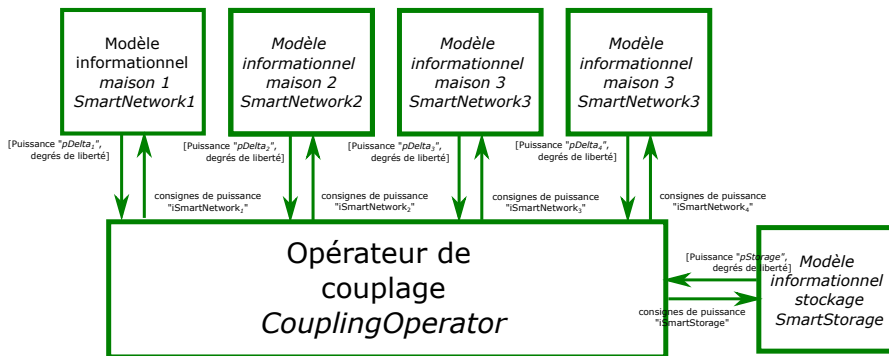 Modèle
informationnel
maison 1
SmartNetwork1
Modèle
informationnel
maison 2
SmartNetwork2
Modèle
informationnel
maison 3
SmartNetwork3
Modèle
informationnel
maison 3
SmartNetwork3
[Puissance "pDelta₁",
degrés de liberté]
[Puissance "pDelta₂",
degrés de liberté]
[Puissance "pDelta₃",
degrés de liberté]
[Puissance "pDelta₄",
degrés de liberté]
consignes de puissance
"iSmartNetwork₁"
consignes de puissance
"iSmartNetwork₂"
consignes de puissance
"iSmartNetwork₃"
consignes de puissance
"iSmartNetwork₄"
Opérateur de
couplage
CouplingOperator
[Puissance "pStorage",
degrés de liberté]
consignes de puissance
"iSmartStorage"
Modèle
informationnel
stockage
SmartStorage